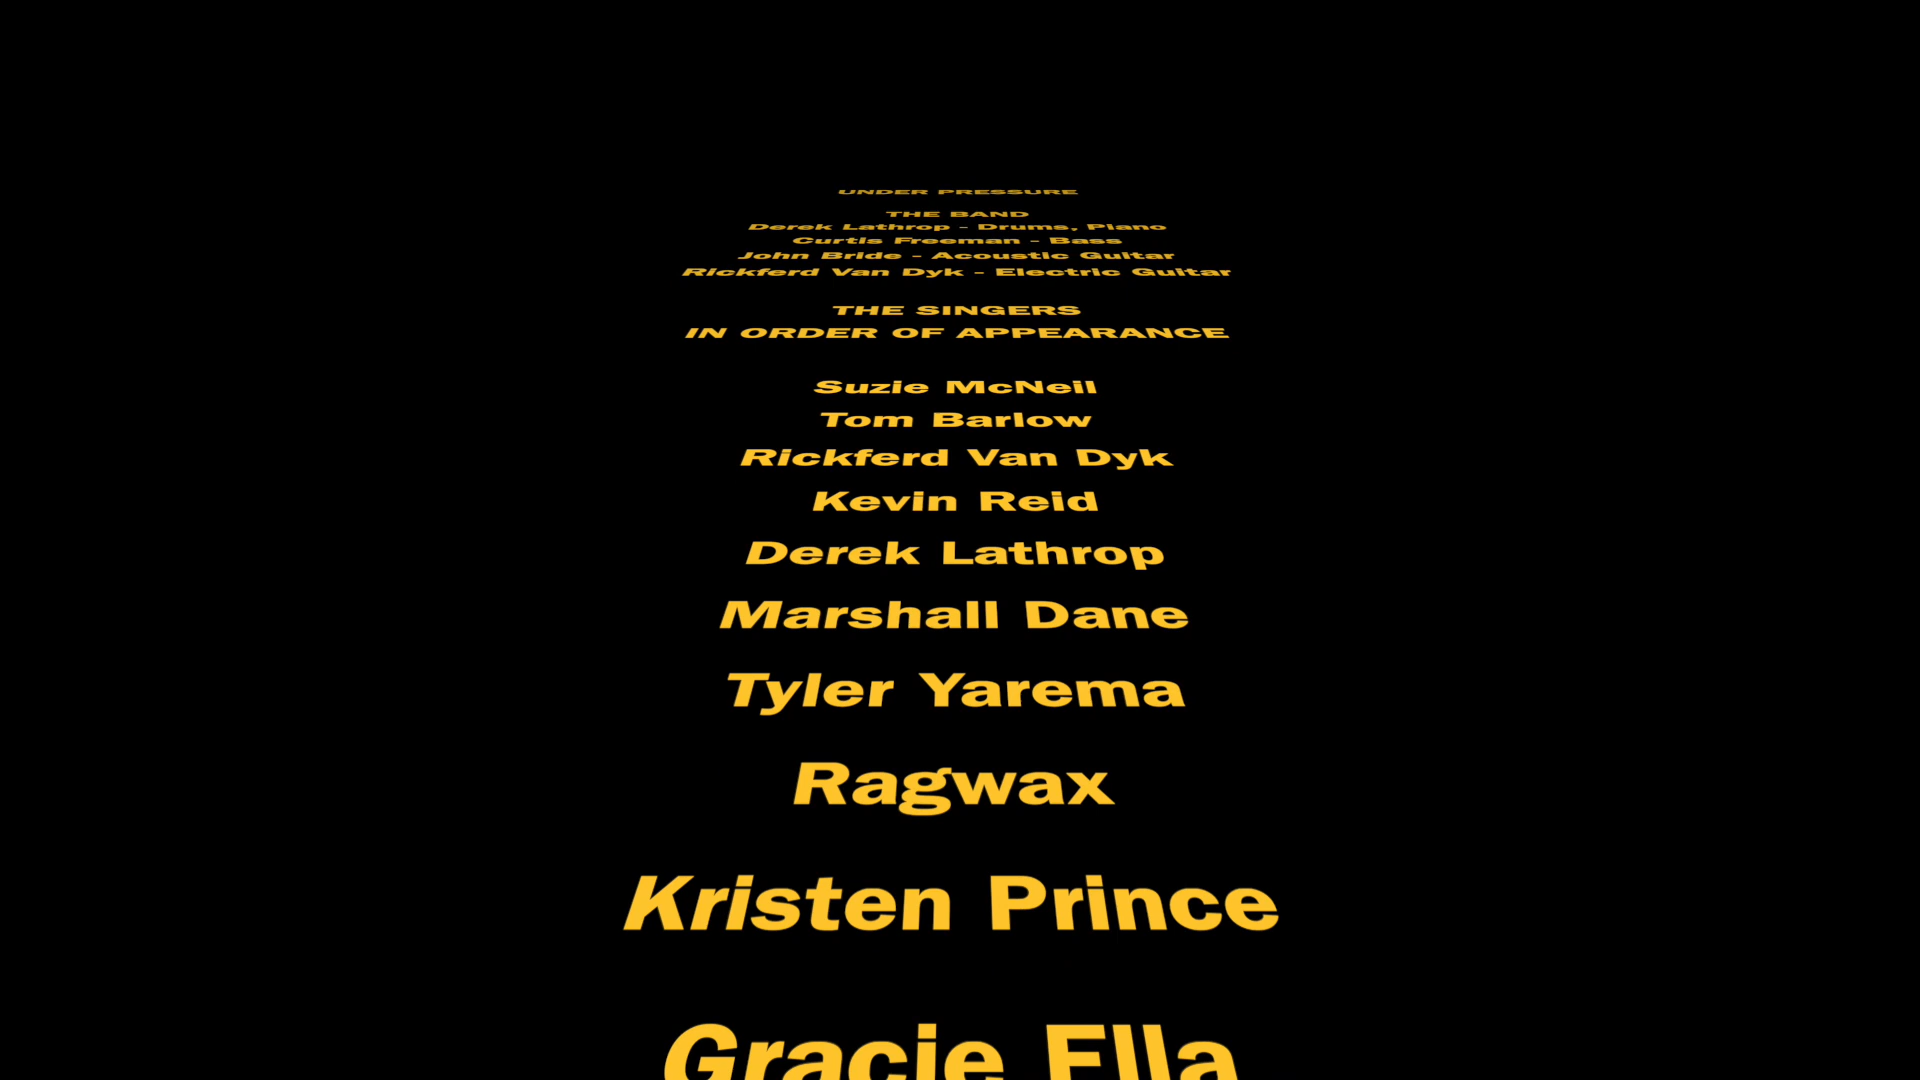 UNDER PRESSURE
THE BAND
Derek Lathrop - Drums, Piano
Curtis Freeman - Bass
John Bride - Acoustic Guitar
Rickferd Van Dyk - Electric Guitar
THE SINGERS
IN ORDER OF APPEARANCE
Suzie McNeil
Tom Barlow
Rickferd Van Dyk
Kevin Reid
Derek Lathrop
Marshall Dane
Tyler Yarema
Ragwax
Kristen Prince
Gracie Ella